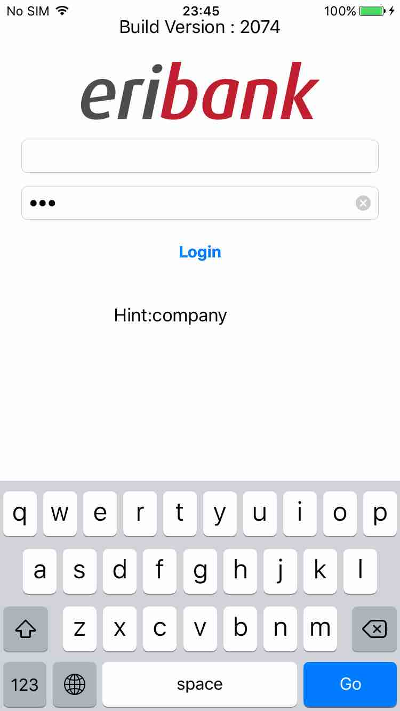 No SIM 23:45 100%
Build Version : 2074
eribank
•••
Login
Hint:company
q w e r t y u i o p
a s d f g h j k l
z x c v b n m
123 space Go